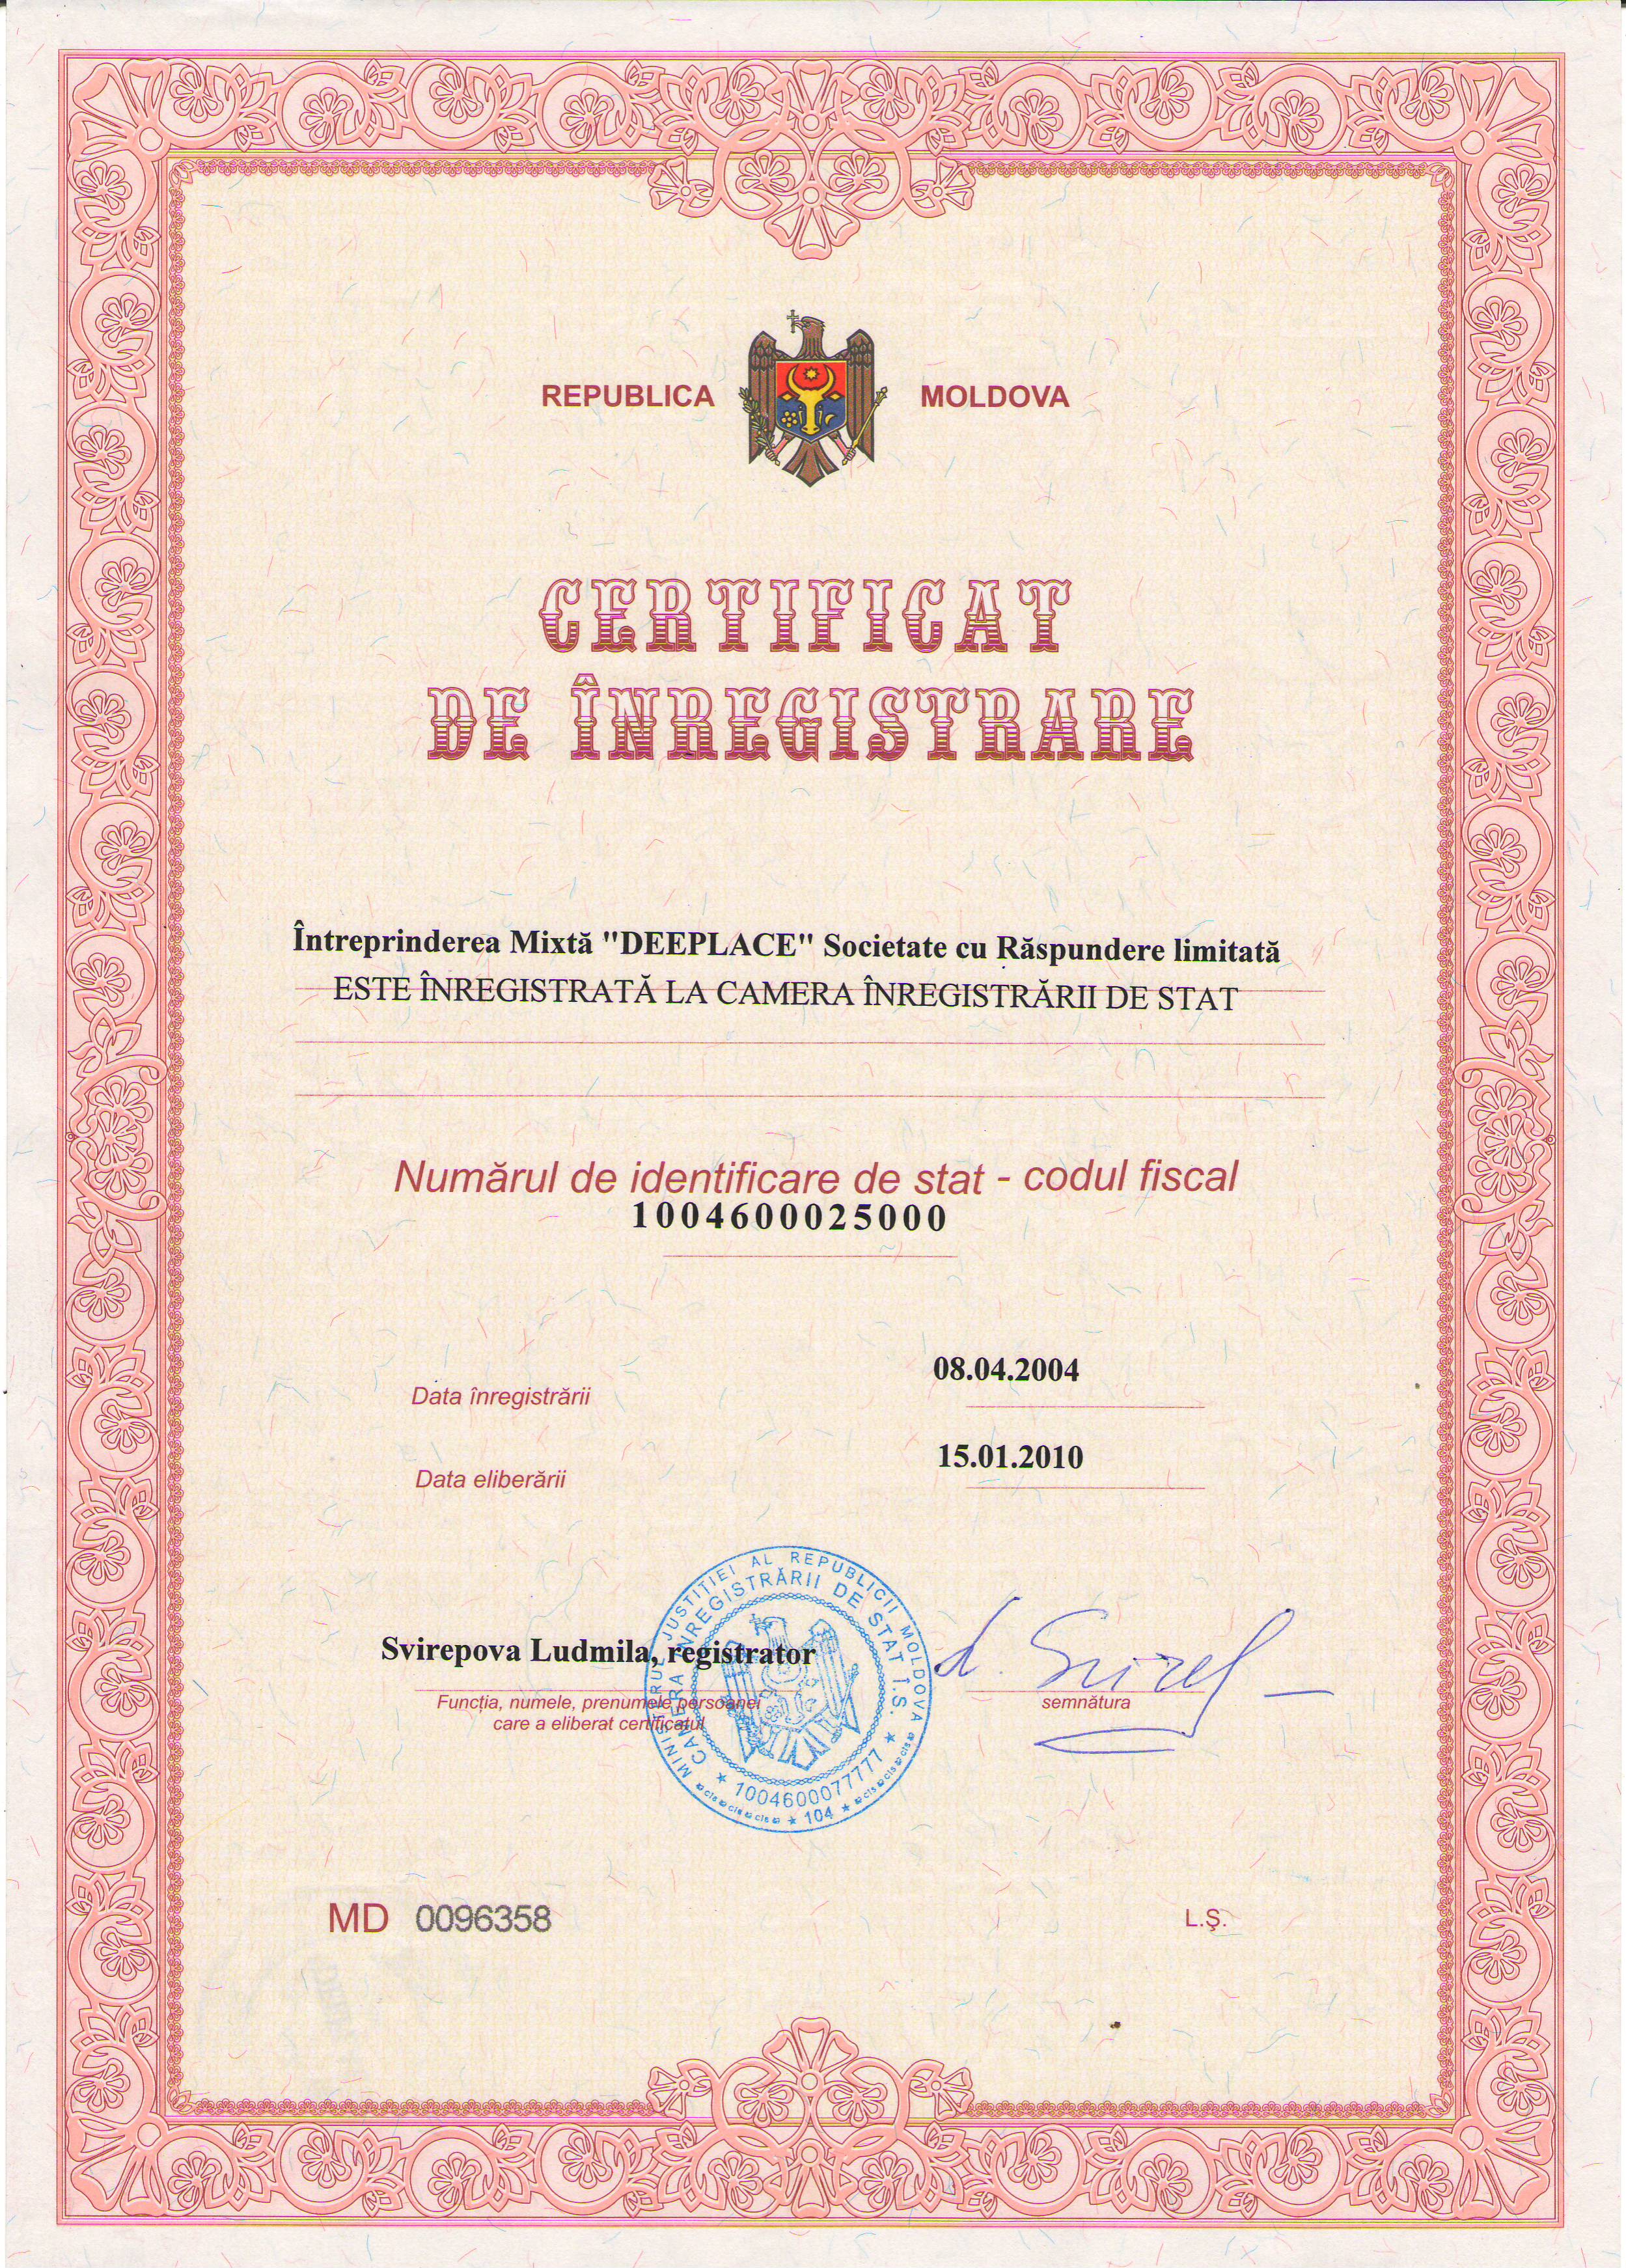 REPUBLICA MOLDOVA
CERTIFICAT
DE ÎNREGISTRARE
Întreprinderea Mixtă "DEEPLACE" Societate cu Răspundere limitată
ESTE ÎNREGISTRATĂ LA CAMERA ÎNREGISTRĂRII DE STAT
Numărul de identificare de stat - codul fiscal
1004600025000
08.04.2004
Data înregistrării
15.01.2010
Data eliberării
MINISTERUL JUSTIŢIEI AL REPUBLICII MOLDOVA
CAMERA ÎNREGISTRĂRII DE STAT Î.S.
1004600077777
104
Svirepova Ludmila, registrator
Funcția, numele, prenumele persoanei
care a eliberat certificatul
semnătura
MD 0096358
L.Ş.